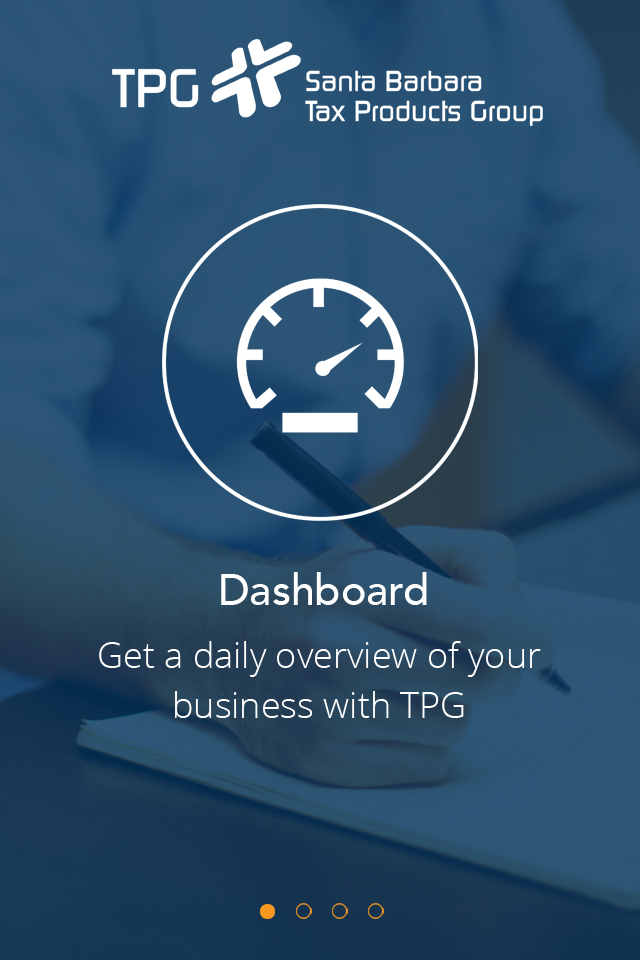 TPG
Santa Barbara
Tax Products Group
Dashboard
Get a daily overview of your
business with TPG